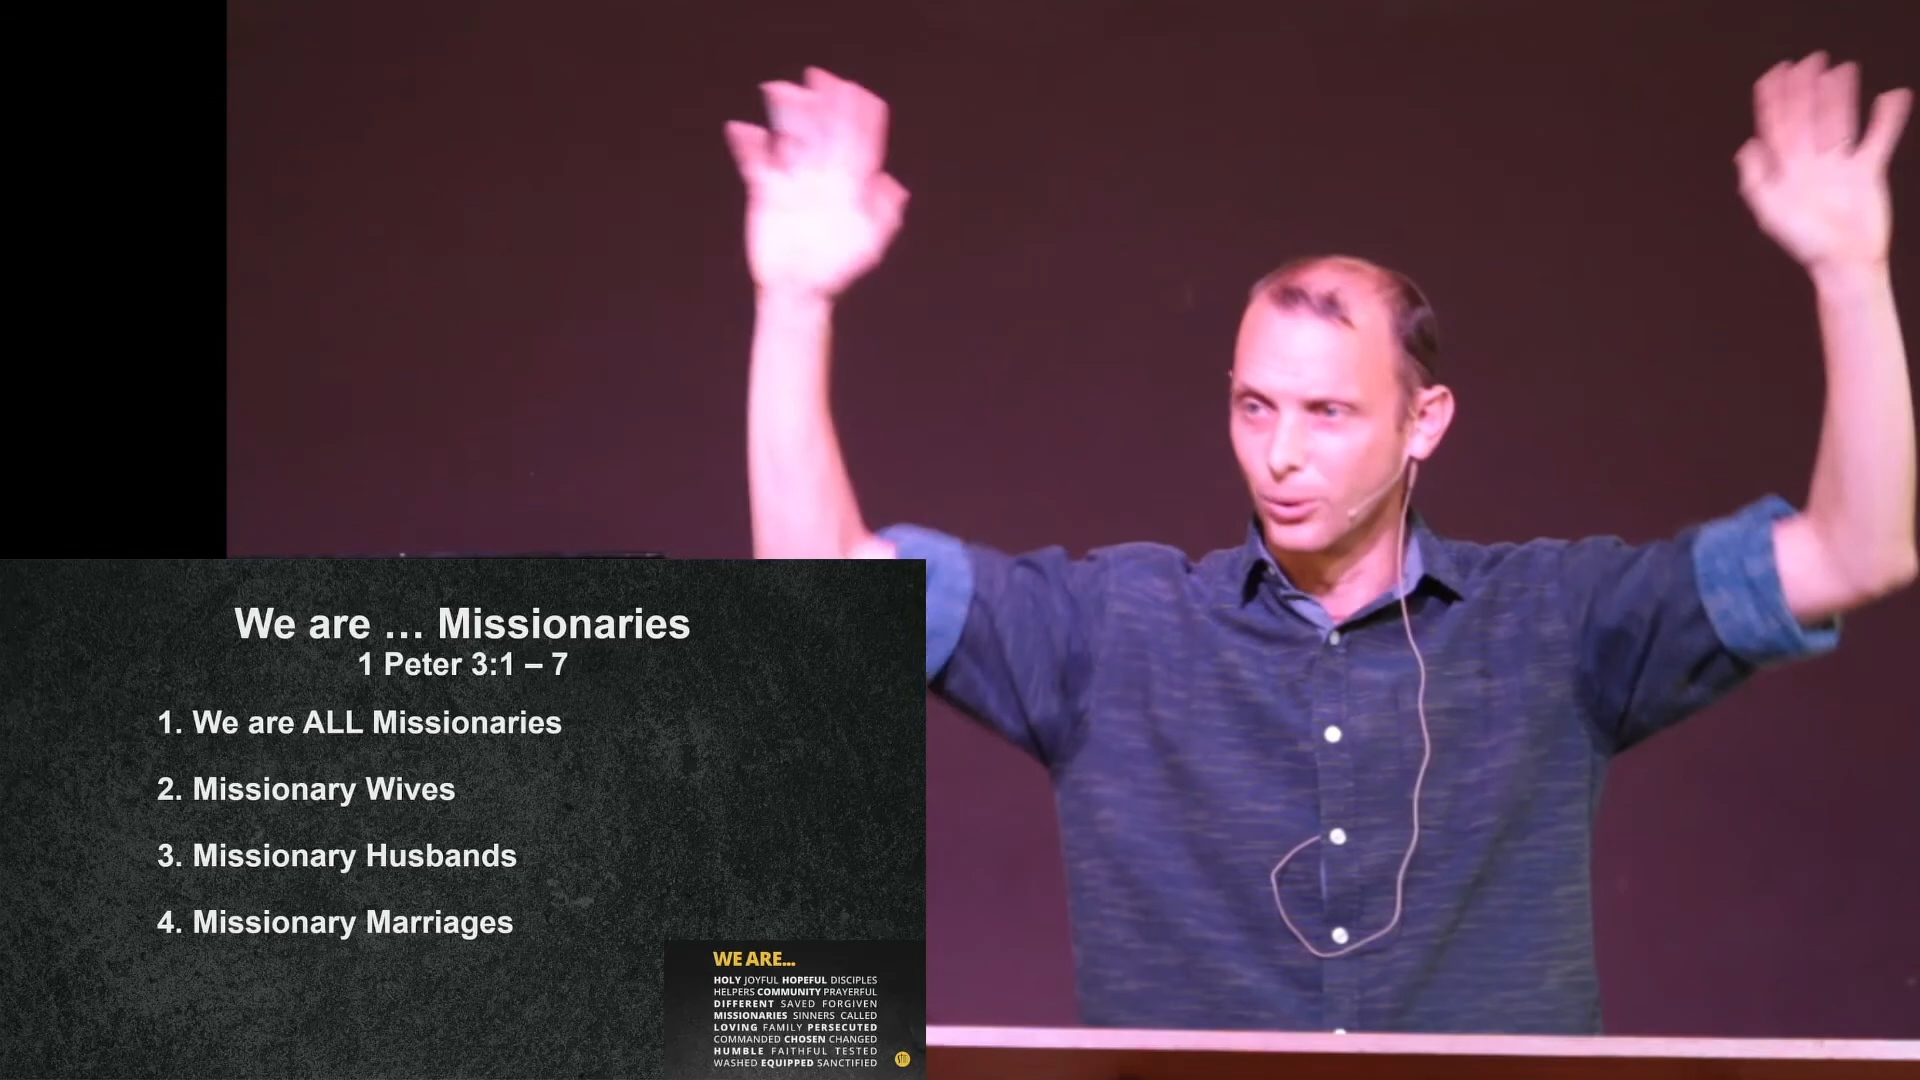 We are … Missionaries
1 Peter 3:1 – 7
1. We are ALL Missionaries
2. Missionary Wives
3. Missionary Husbands
4. Missionary Marriages
WE ARE...
HOLY JOYFUL HOPEFUL DISCIPLES
HELPERS COMMUNITY PRAYERFUL
DIFFERENT SAVED FORGIVEN
MISSIONARIES SINNERS CALLED
LOVING FAMILY PERSECUTED
COMMANDED CHOSEN CHANGED
HUMBLE FAITHFUL TESTED
WASHED EQUIPPED SANCTIFIED